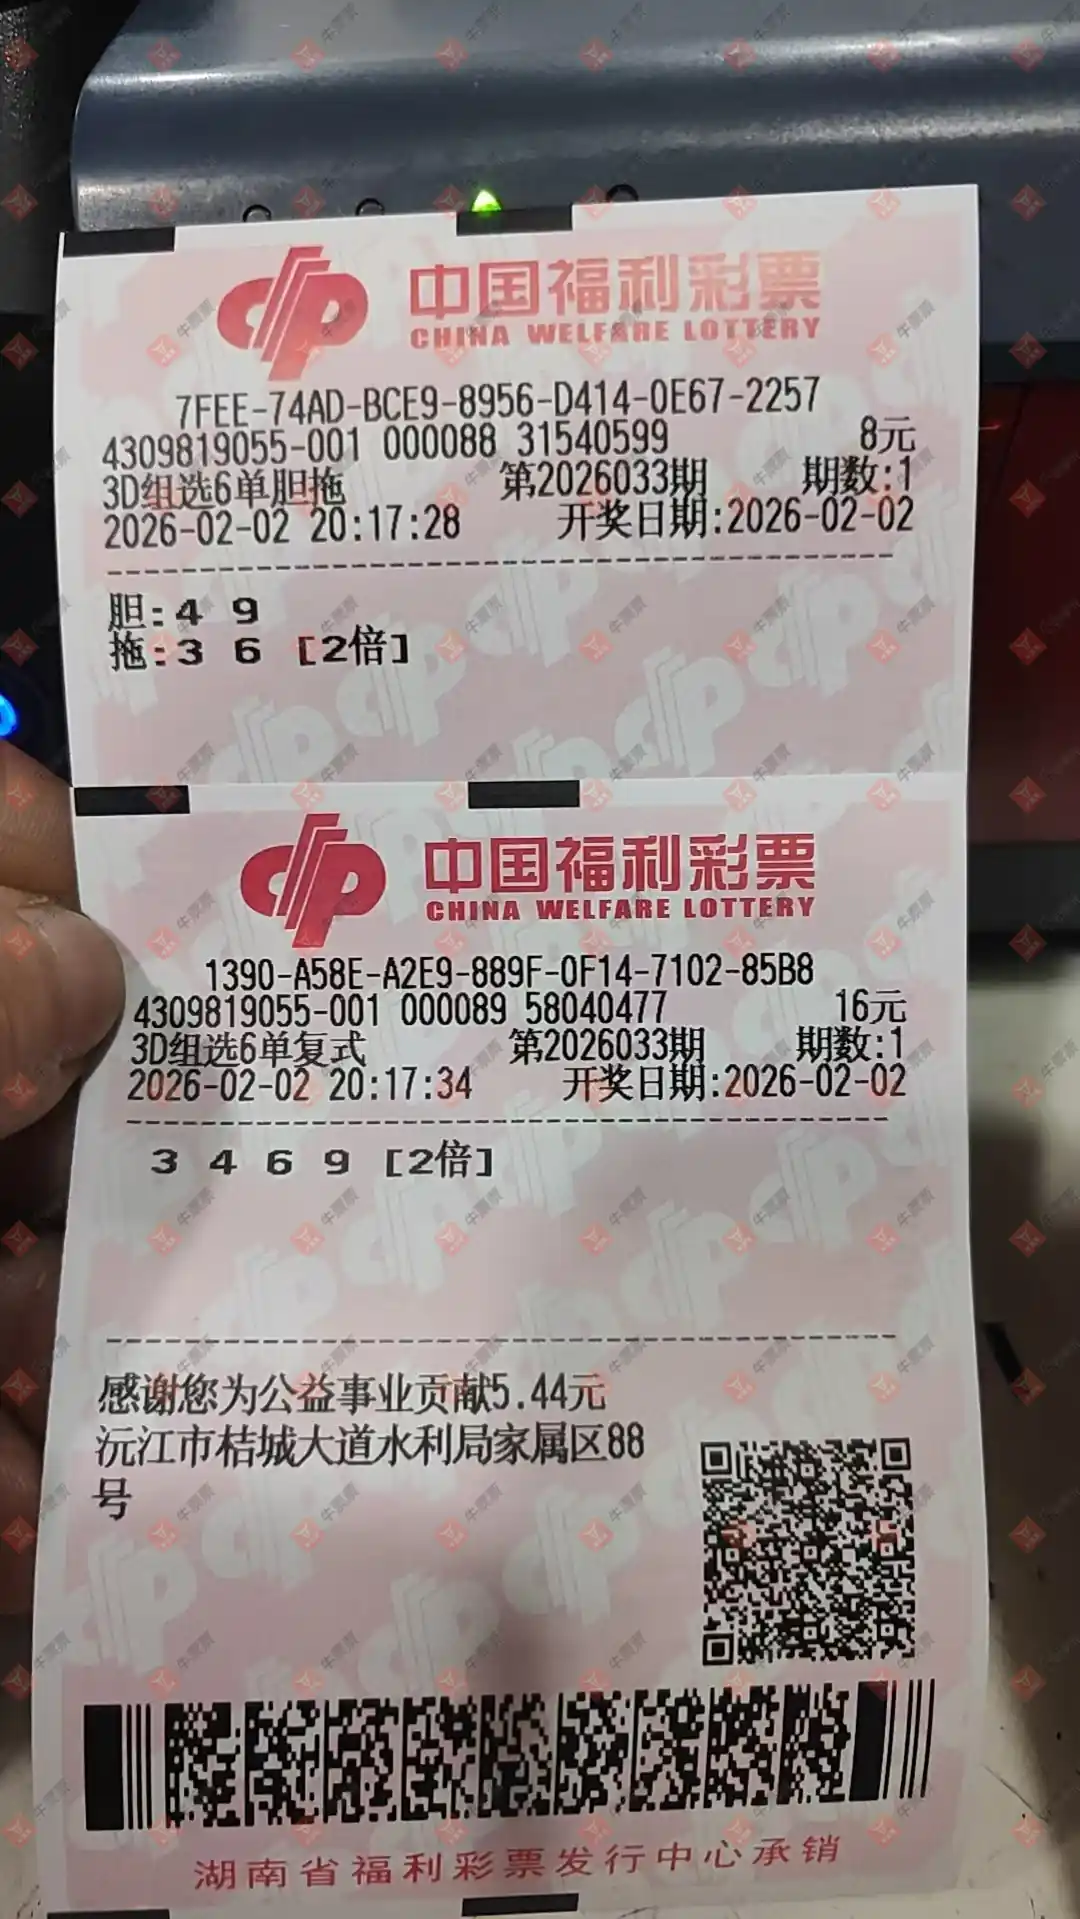 中国福利彩票
CHINA WELFARE LOTTERY
7FEE-74AD-BCE9-8956-D414-0E67-2257
4309819055-001 000088 31540599 8元
3D组选6单胆拖 第2026033期 期数:1
2026-02-02 20:17:28 开奖日期:2026-02-02
胆:4 9
拖:3 6 [2倍]
中国福利彩票
CHINA WELFARE LOTTERY
1390-A58E-A2E9-889F-0F14-7102-85B8
4309819055-001 000089 58040477 16元
3D组选6单复式 第2026033期 期数:1
2026-02-02 20:17:34 开奖日期:2026-02-02
3 4 6 9 [2倍]
感谢您为公益事业贡献5.44元
沅江市桔城大道水利局家属区88
号
湖南省福利彩票发行中心承销